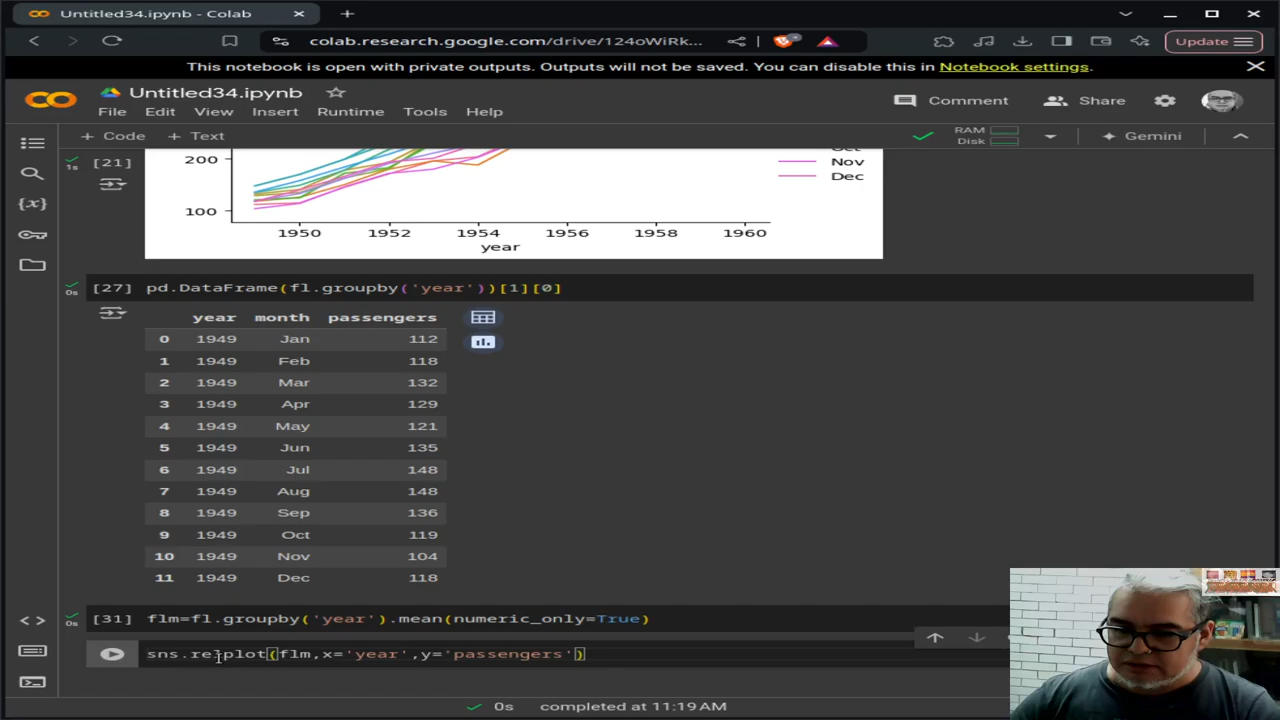 Untitled34.ipynb - Colab
colab.research.google.com/drive/124oWiRk...
Update
This notebook is open with private outputs. Outputs will not be saved. You can disable this in Notebook settings.
Untitled34.ipynb
File Edit View Insert Runtime Tools Help
Comment Share
+ Code + Text
RAM
Disk
Gemini
1s
[21]
200
100
1950 1952 1954 1956 1958 1960
year
Nov
Dec
0s
[27] pd.DataFrame(fl.groupby('year'))[1][0]
year month passengers
0 1949 Jan 112
1 1949 Feb 118
2 1949 Mar 132
3 1949 Apr 129
4 1949 May 121
5 1949 Jun 135
6 1949 Jul 148
7 1949 Aug 148
8 1949 Sep 136
9 1949 Oct 119
10 1949 Nov 104
11 1949 Dec 118
0s
[31] flm=fl.groupby('year').mean(numeric_only=True)
sns.relplot(flm,x='year',y='passengers')
0s completed at 11:19 AM